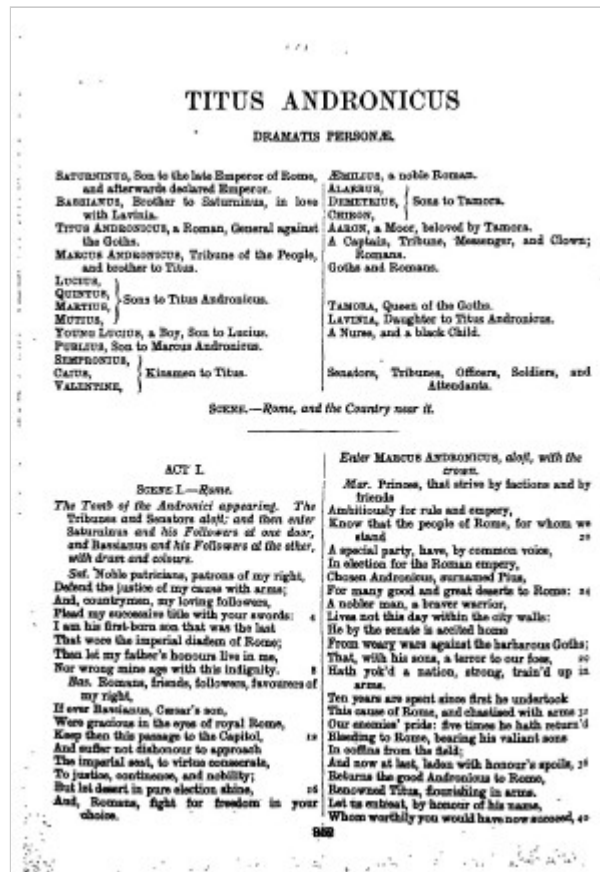 TITUS ANDRONICUS
DRAMATIS PERSONÆ.
SATURNINUS, Son to the late Emperor of Rome,
and afterwards declared Emperor.
BASSIANUS, Brother to Saturninus, in love
with Lavinia.
TITUS ANDRONICUS, a Roman, General against
the Goths.
MARCUS ANDRONICUS, Tribune of the People,
and brother to Titus.
LUCIUS,
QUINTUS,
MARTIUS,
MUTIUS,
Sons to Titus Andronicus.
YOUNG LUCIUS, a Boy, Son to Lucius.
PUBLIUS, Son to Marcus Andronicus.
SEMPRONIUS,
CAIUS,
VALENTINE,
Kinsmen to Titus.
ÆMILIUS, a noble Roman.
ALARBUS,
DEMETRIUS,
CHIRON,
Sons to Tamora.
AARON, a Moor, beloved by Tamora.
A Captain, Tribune, Messenger, and Clown;
Romans.
Goths and Romans.
TAMORA, Queen of the Goths.
LAVINIA, Daughter to Titus Andronicus.
A Nurse, and a black Child.
Senators, Tribunes, Officers, Soldiers, and
Attendants.
SCENE.—Rome, and the Country near it.
ACT I.
SCENE I.—Rome.
The Tomb of the Andronici appearing. The
Tribunes and Senators aloft; and then enter
Saturninus and his Followers at one door,
and Bassianus and his Followers at the other,
with drum and colours.
Sat. Noble patricians, patrons of my right,
Defend the justice of my cause with arms;
And, countrymen, my loving followers,
Plead my successive title with your swords: 4
I am his first-born son that was the last
That wore the imperial diadem of Rome;
Then let my father's honours live in me,
Nor wrong mine age with this indignity. 8
Bas. Romans, friends, followers, favourers of
my right,
If ever Bassianus, Cæsar's son,
Were gracious in the eyes of royal Rome,
Keep then this passage to the Capitol, 12
And suffer not dishonour to approach
The imperial seat, to virtue consecrate,
To justice, continence, and nobility;
But let desert in pure election shine, 16
And, Romans, fight for freedom in your
choice.
Enter MARCUS ANDRONICUS, aloft, with the
crown.
Mar. Princes, that strive by factions and by
friends
Ambitiously for rule and empery,
Know that the people of Rome, for whom we
stand 20
A special party, have, by common voice,
In election for the Roman empery,
Chosen Andronicus, surnamed Pius,
For many good and great deserts to Rome: 24
A nobler man, a braver warrior,
Lives not this day within the city walls:
He by the senate is accited home
From weary wars against the barbarous Goths;
That, with his sons, a terror to our foes,
Hath yok'd a nation, strong, train'd up in
arms.
Ten years are spent since first he undertook
This cause of Rome, and chastised with arms 32
Our enemies' pride: five times he hath return'd
Bleeding to Rome, bearing his valiant sons
In coffins from the field;
And now at last, laden with honour's spoils, 36
Returns the good Andronicus to Rome,
Renowned Titus, flourishing in arms.
Let us entreat, by honour of his name,
Whom worthily you would have now succeed, 40